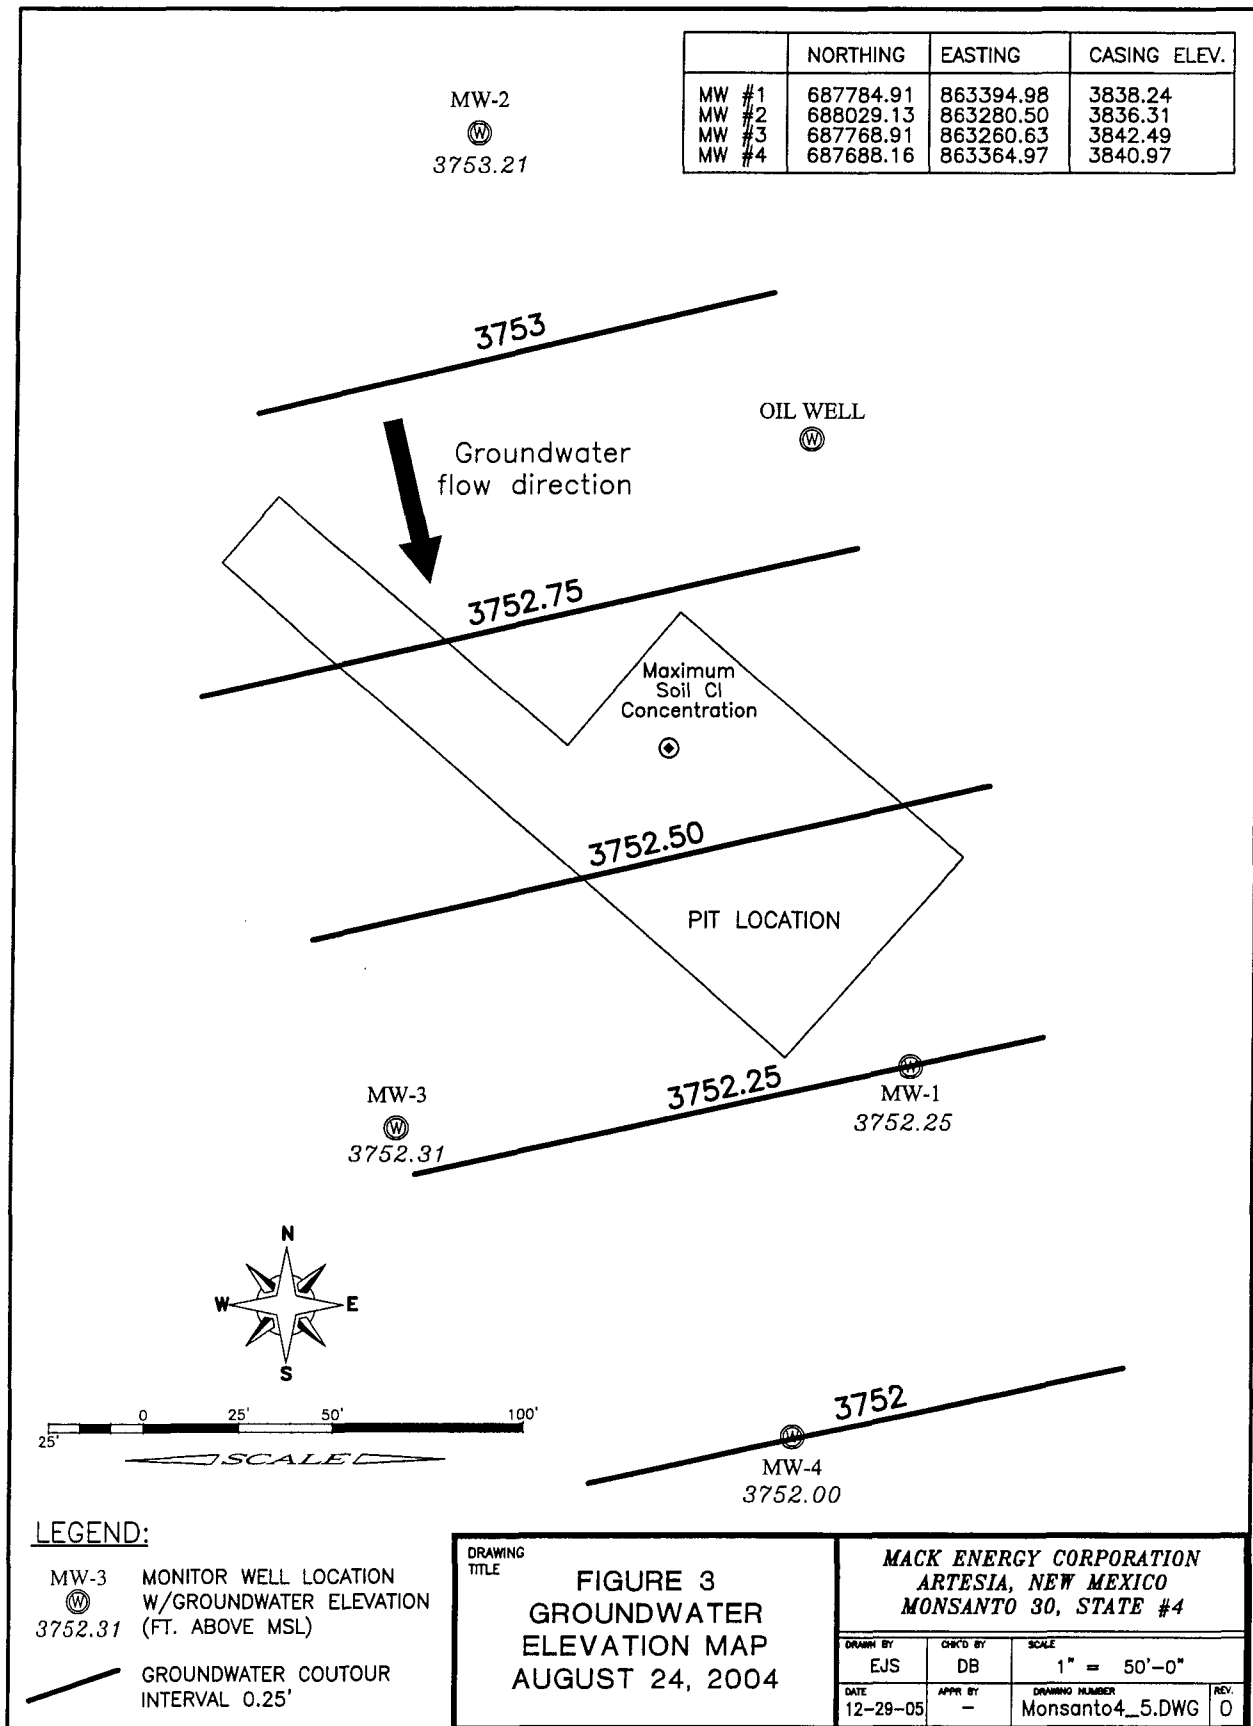 NORTHING EASTING CASING ELEV.
MW #1 687784.91 863394.98 3838.24
MW #2 688029.13 863280.50 3836.31
MW #3 687768.91 863260.63 3842.49
MW #4 687688.16 863364.97 3840.97
MW-2
W
3753.21
3753
OIL WELL
W
Groundwater
flow direction
3752.75
Maximum
Soil Cl
Concentration
3752.50
PIT LOCATION
3752.25
W
MW-1
3752.25
MW-3
W
3752.31
N
W E
S
25' 0 25' 50' 100'
SCALE
3752
W
MW-4
3752.00
LEGEND:
MW-3
W
3752.31
MONITOR WELL LOCATION
W/GROUNDWATER ELEVATION
(FT. ABOVE MSL)
GROUNDWATER COUTOUR
INTERVAL 0.25'
DRAWING
TITLE
FIGURE 3
GROUNDWATER
ELEVATION MAP
AUGUST 24, 2004
MACK ENERGY CORPORATION
ARTESIA, NEW MEXICO
MONSANTO 30, STATE #4
DRAWN BY
EJS
CHK'D BY
DB
SCALE
1" = 50'-0"
DATE
12-29-05
APPR BY
-
DRAWING NUMBER
Monsanto4_5.DWG
REV.
0